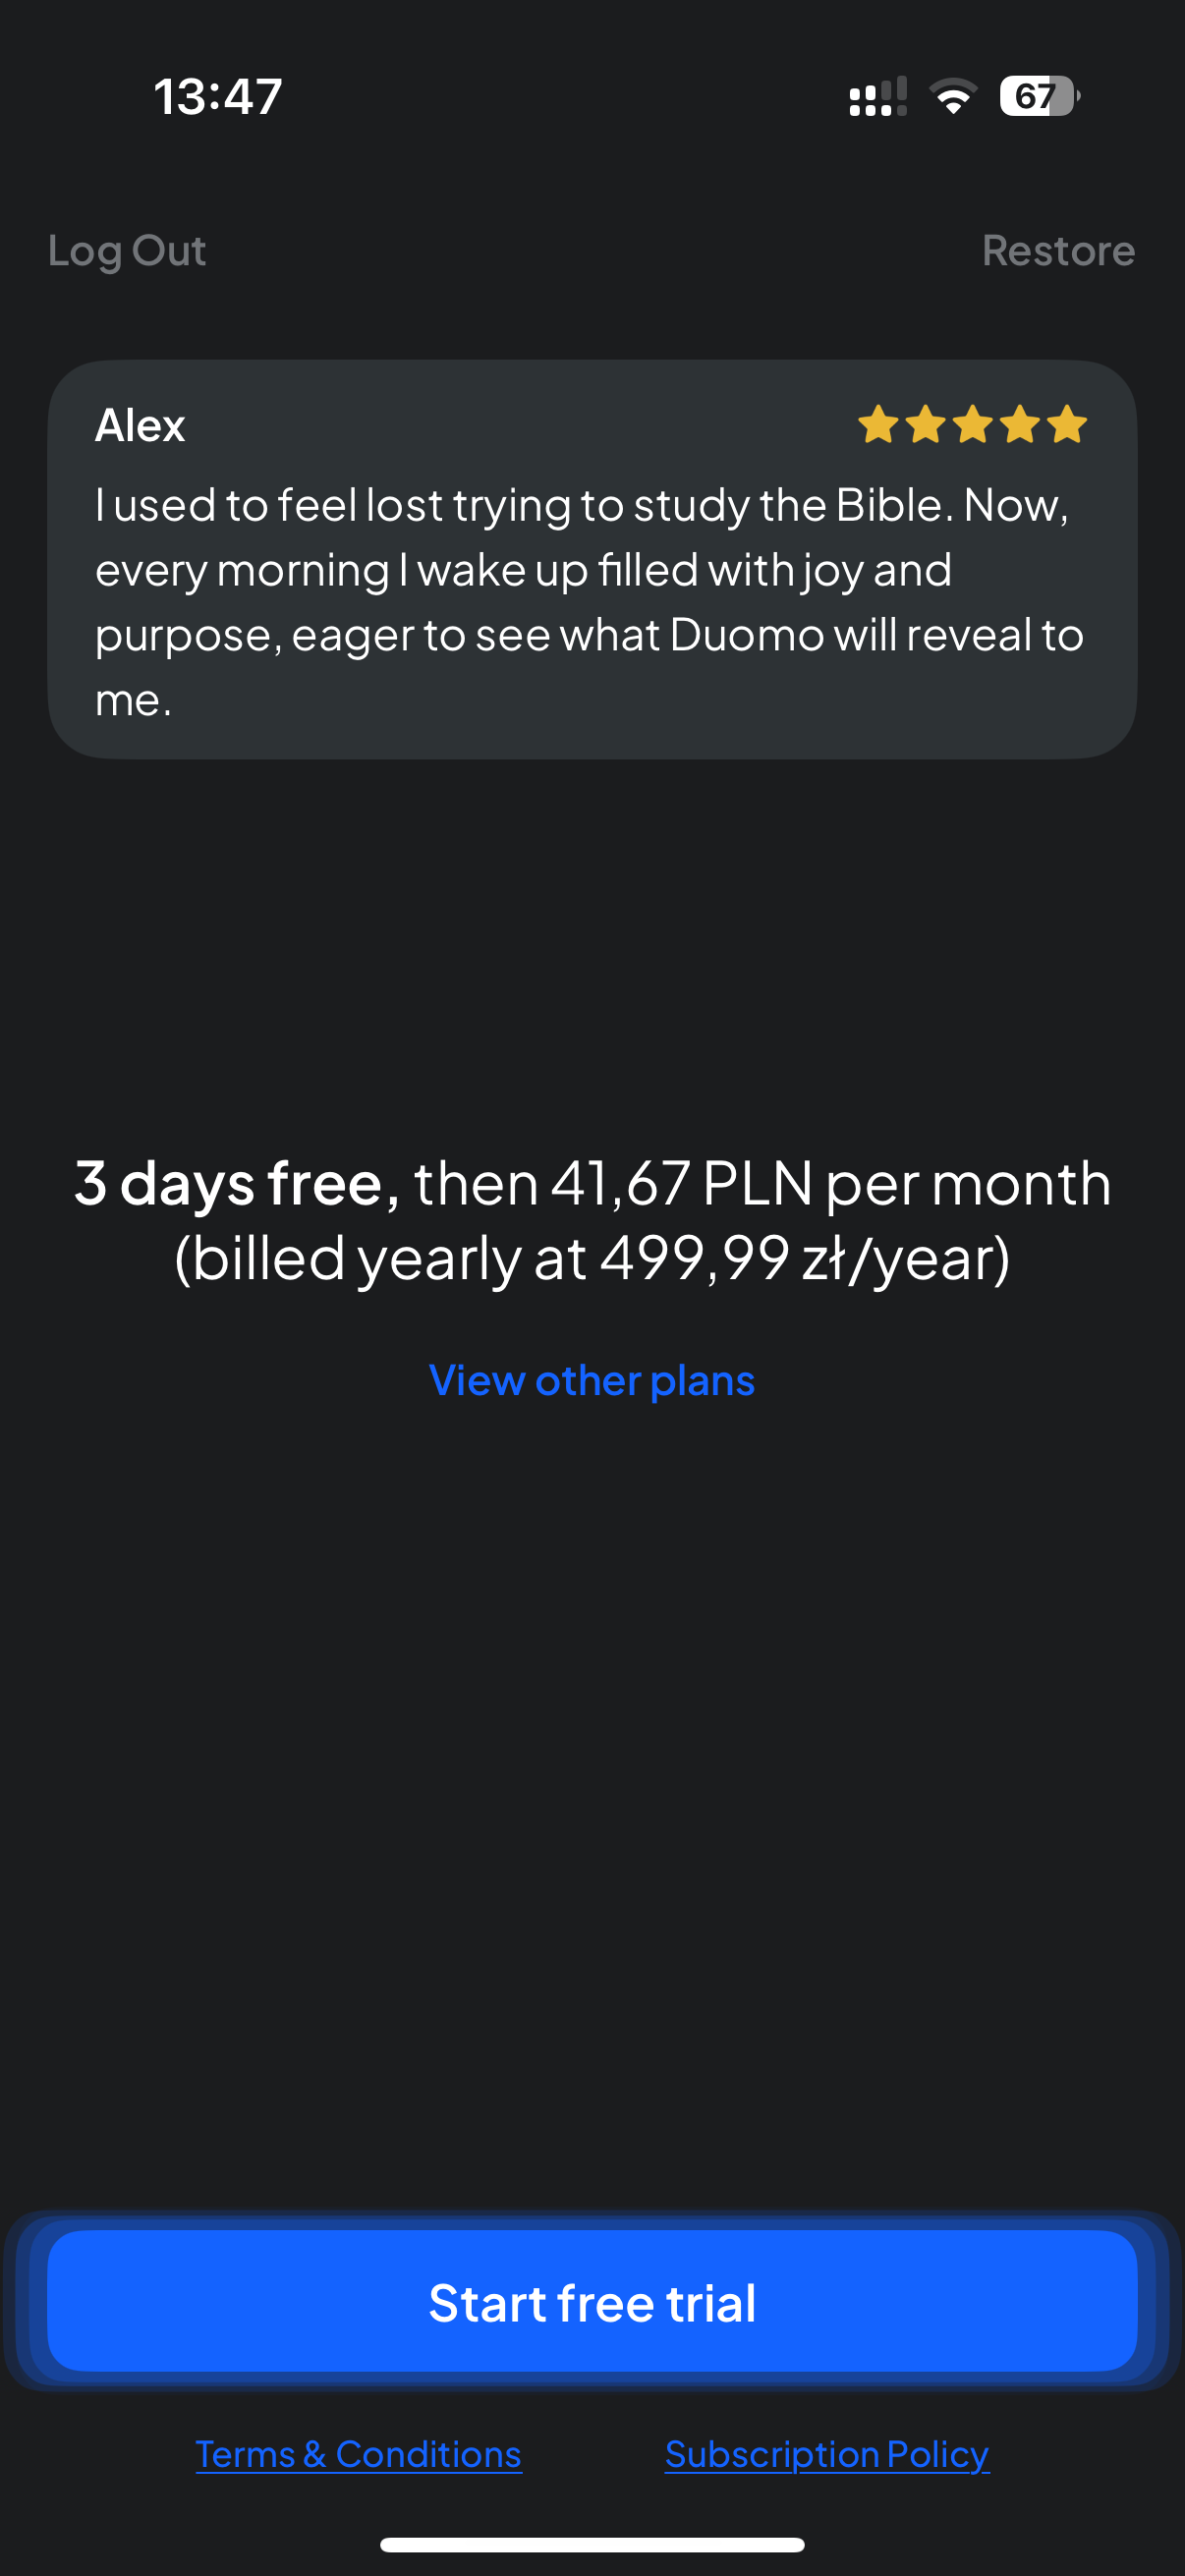 13:47
67
Log Out
Restore
Alex
I used to feel lost trying to study the Bible. Now,
every morning I wake up filled with joy and
purpose, eager to see what Duomo will reveal to
me.
3 days free, then 41,67 PLN per month
(billed yearly at 499,99 zł/year)
View other plans
Start free trial
Terms & Conditions
Subscription Policy